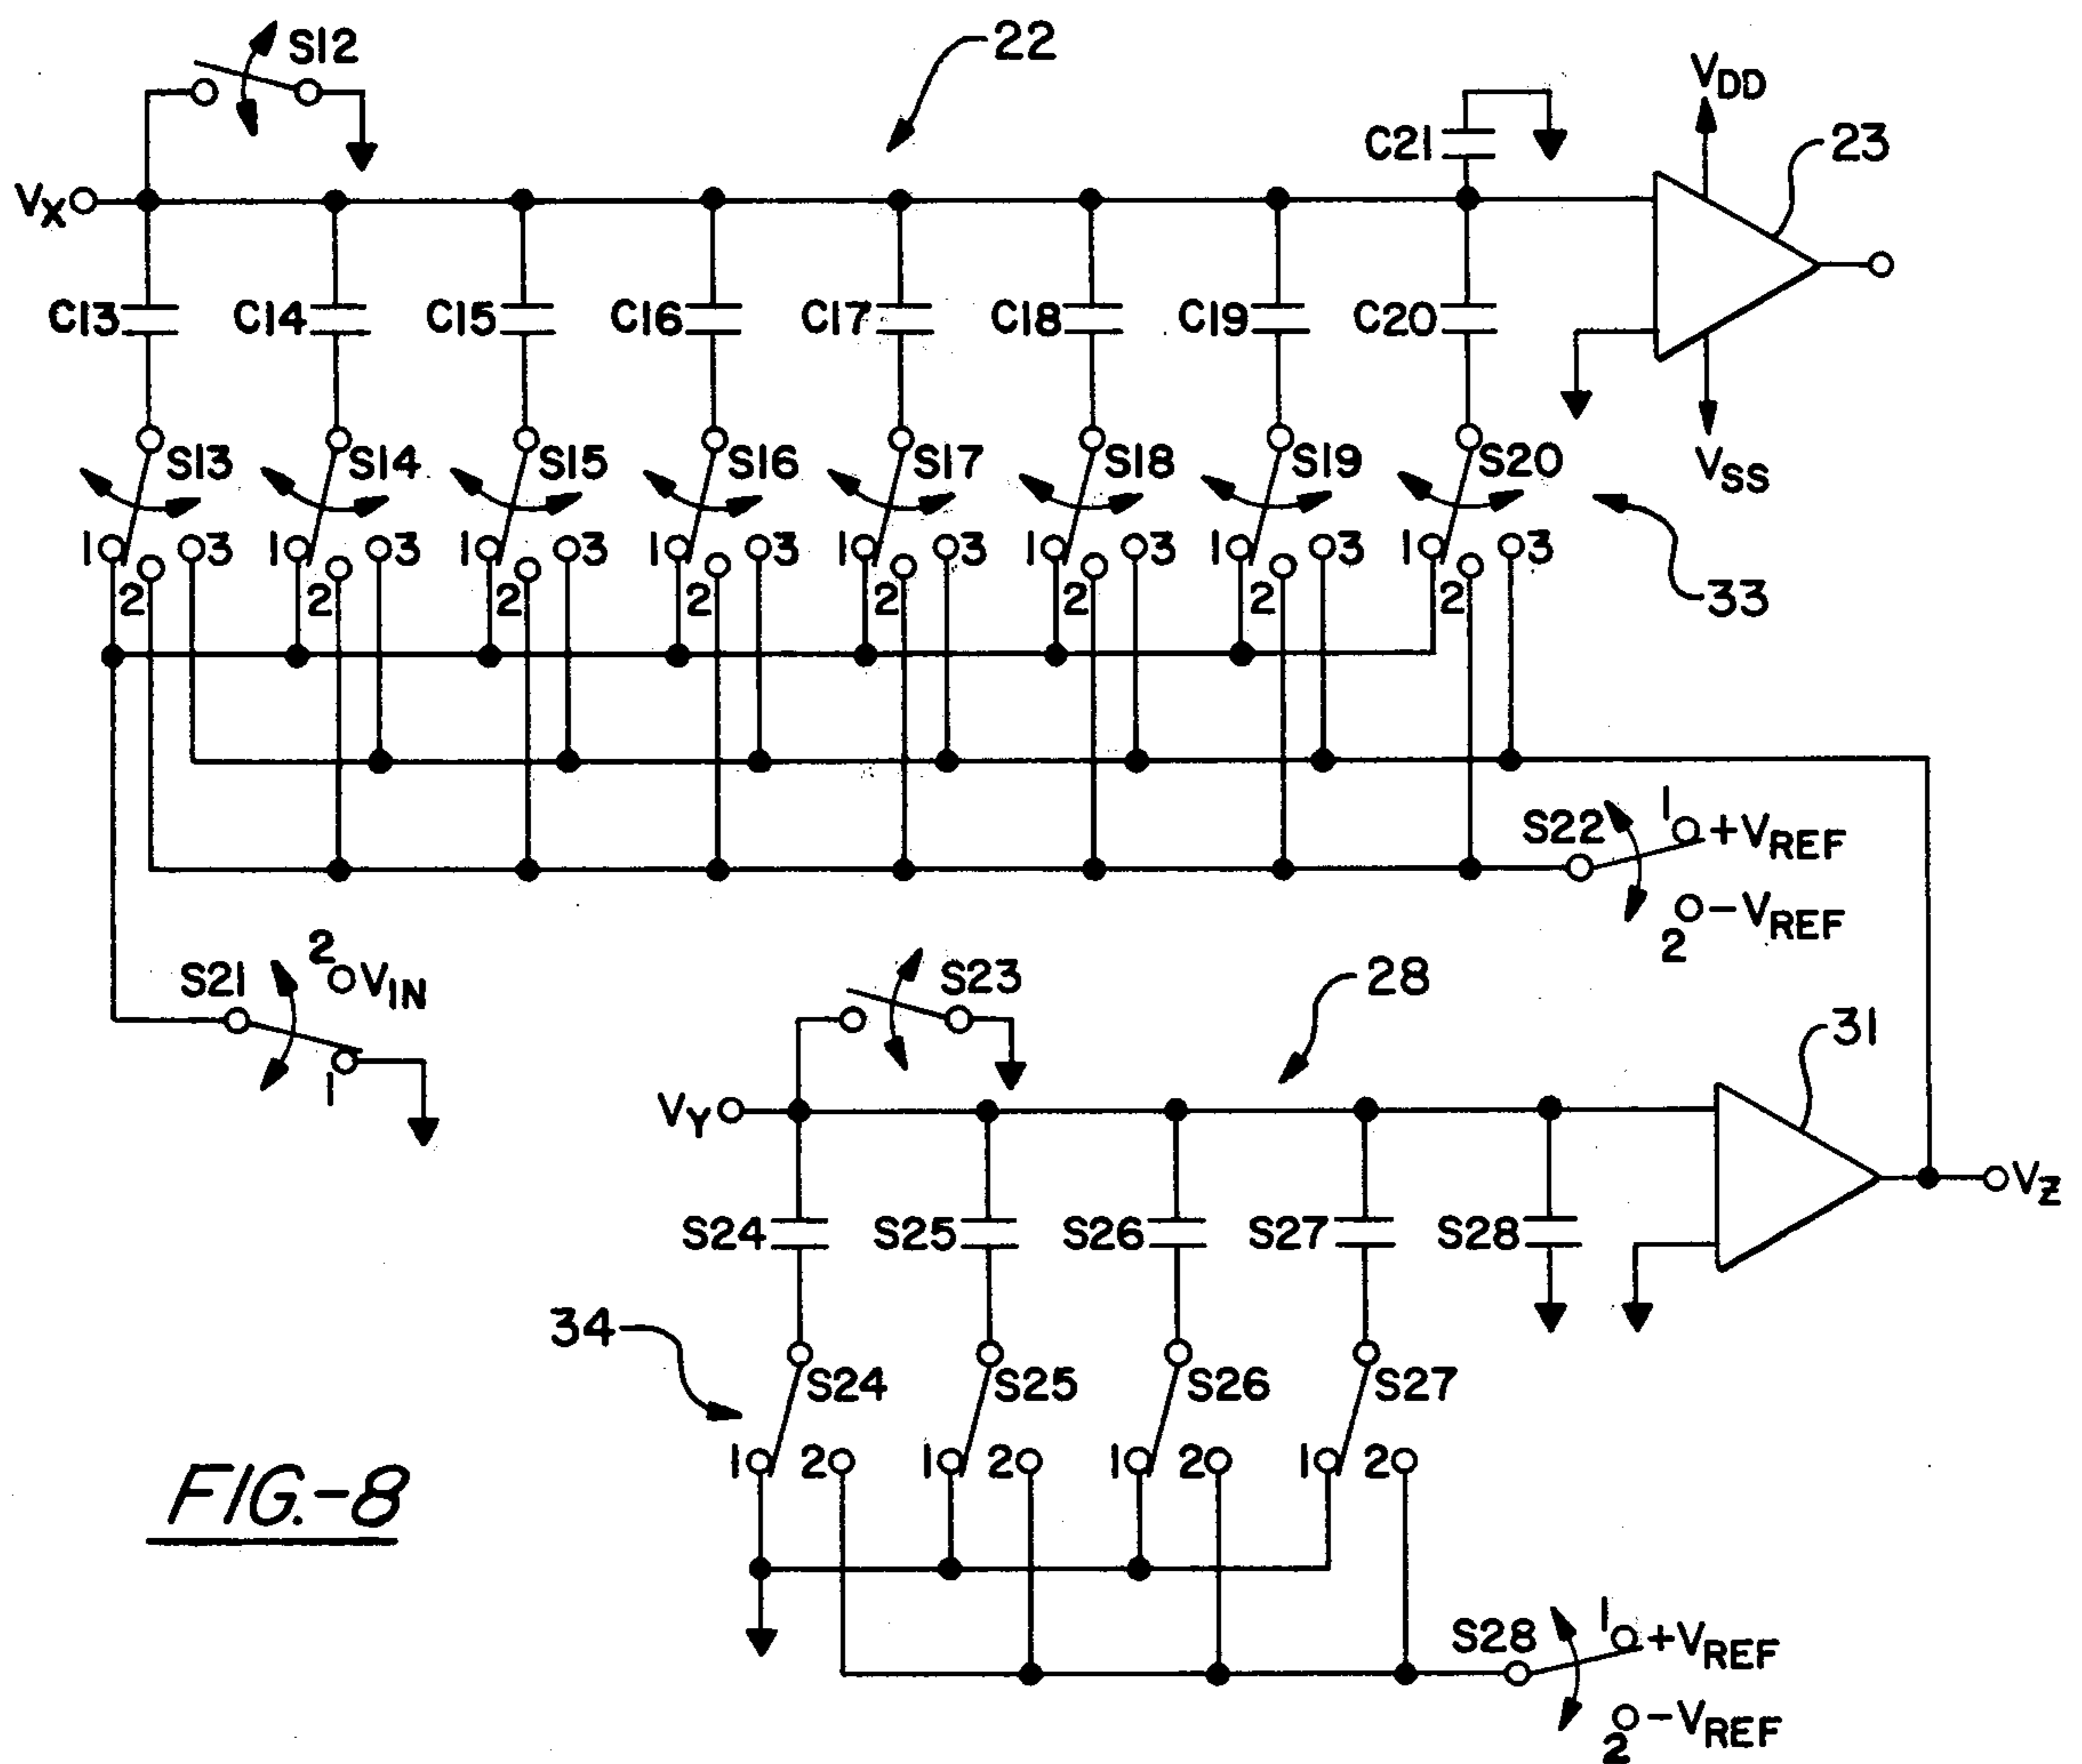 S12
22
VDD
C21
23
VX
C13 C14 C15 C16 C17 C18 C19 C20
S13 S14 S15 S16 S17 S18 S19 S20
VSS
1 3 1 3 1 3 1 3 1 3 1 3 1 3 1 3
2 2 2 2 2 2 2 2
33
S22 1 +VREF
2 -VREF
S21 2 VIN
1
S23
28
31
VY
VZ
S24 S25 S26 S27 S28
34
S24 S25 S26 S27
1 2 1 2 1 2 1 2
FIG.-8
S28 1 +VREF
2 -VREF